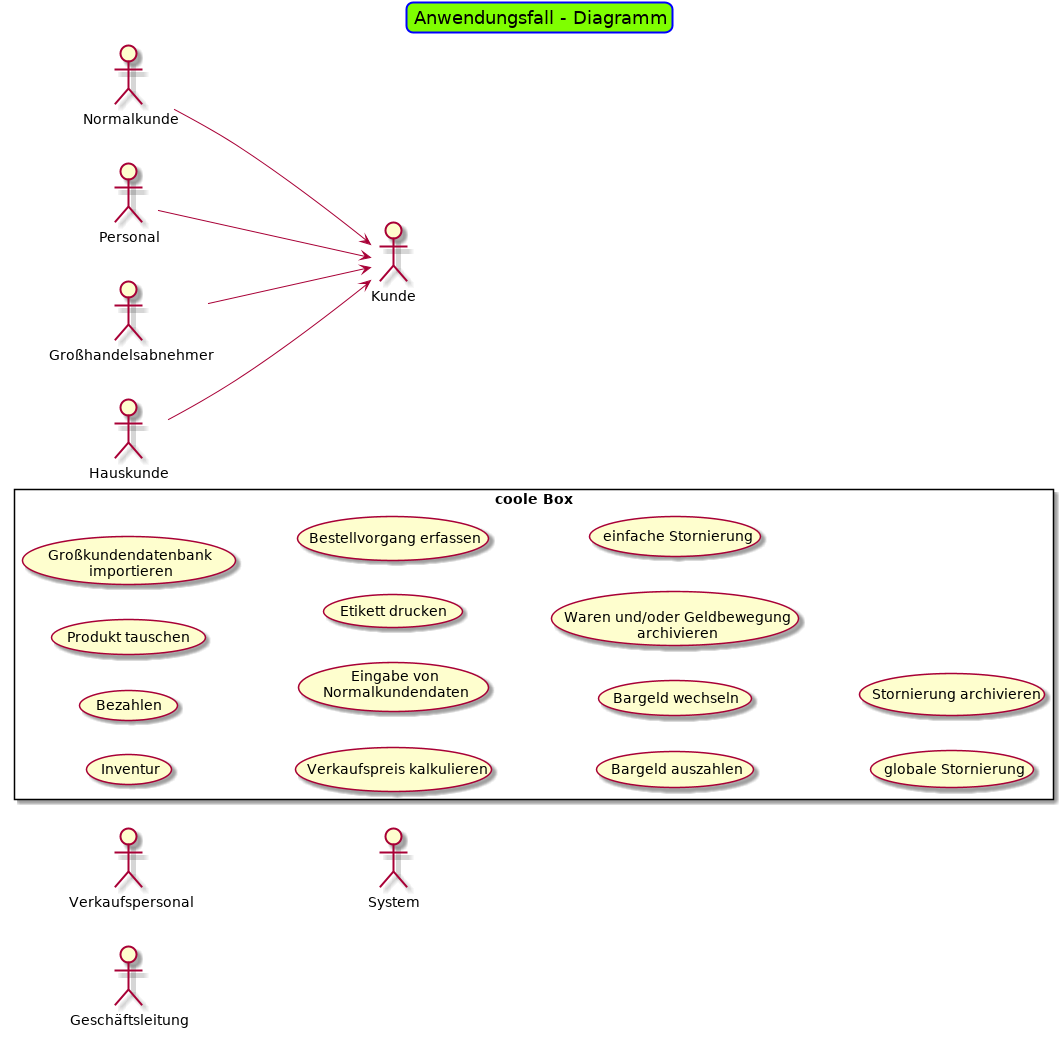 Anwendungsfall - Diagramm
Normalkunde
Personal
Kunde
Großhandelsabnehmer
Hauskunde
coole Box
Großkundendatenbank
importieren
Produkt tauschen
Bezahlen
Inventur
Bestellvorgang erfassen
Etikett drucken
Eingabe von
Normalkundendaten
Verkaufspreis kalkulieren
einfache Stornierung
Waren und/oder Geldbewegung
archivieren
Bargeld wechseln
Bargeld auszahlen
Stornierung archivieren
globale Stornierung
Verkaufspersonal
System
Geschäftsleitung